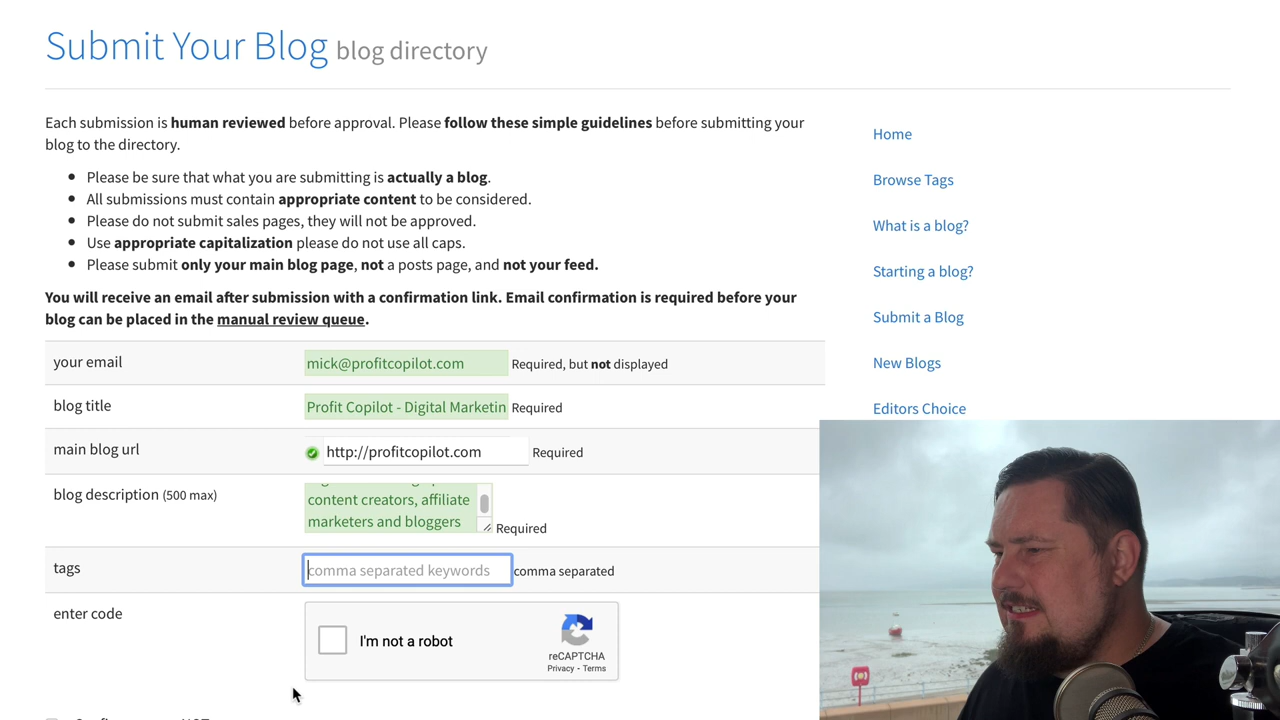 Submit Your Blog blog directory
Each submission is human reviewed before approval. Please follow these simple guidelines before submitting your
blog to the directory.
Please be sure that what you are submitting is actually a blog.
All submissions must contain appropriate content to be considered.
Please do not submit sales pages, they will not be approved.
Use appropriate capitalization please do not use all caps.
Please submit only your main blog page, not a posts page, and not your feed.
You will receive an email after submission with a confirmation link. Email confirmation is required before your
blog can be placed in the manual review queue.
your email mick@profitcopilot.com Required, but not displayed
blog title Profit Copilot - Digital Marketin Required
main blog url http://profitcopilot.com Required
blog description (500 max)
content creators, affiliate
marketers and bloggers Required
tags comma separated keywords comma separated
enter code
I'm not a robot
reCAPTCHA
Privacy - Terms
Home
Browse Tags
What is a blog?
Starting a blog?
Submit a Blog
New Blogs
Editors Choice